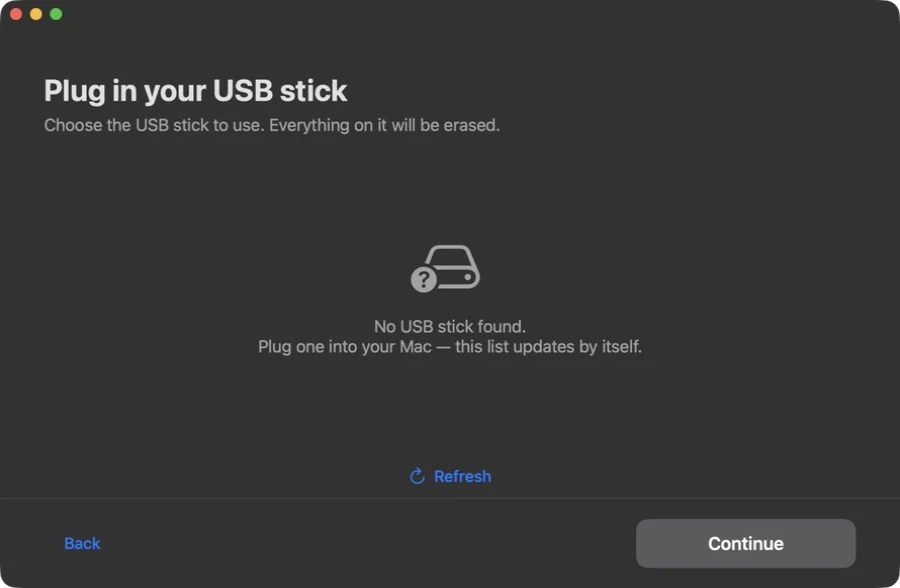 Plug in your USB stick
Choose the USB stick to use. Everything on it will be erased.
?
No USB stick found.
Plug one into your Mac — this list updates by itself.
Refresh
Back
Continue